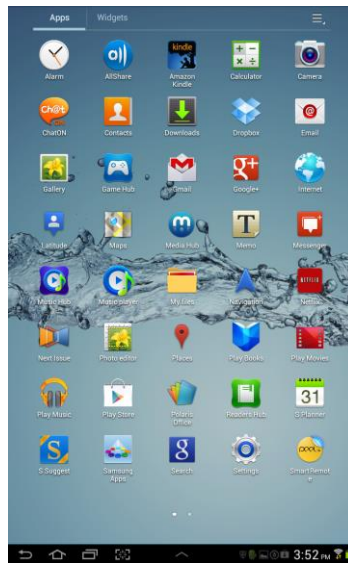 Apps Widgets
Alarm AllShare Amazon Kindle Calculator Camera
ChatON Contacts Downloads Dropbox Email
Gallery Game Hub Gmail Google+ Internet
Latitude Maps Media Hub Memo Messenger
Music Hub Music player My files Navigation Netflix
Next Issue Photo editor Places Play Books Play Movies
Play Music Play Store Polaris Office Readers Hub S Planner
S Suggest Samsung Apps Search Settings SmartRemote
3:52 PM